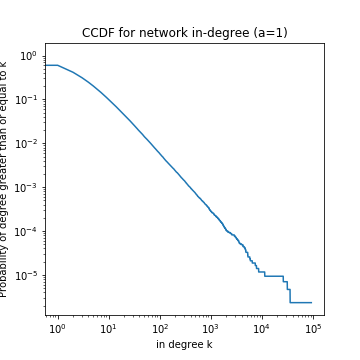 CCDF for network in-degree (a=1)
Probability of degree greater than or equal to k
10⁰
10⁻¹
10⁻²
10⁻³
10⁻⁴
10⁻⁵
10⁰ 10¹ 10² 10³ 10⁴ 10⁵
in degree k